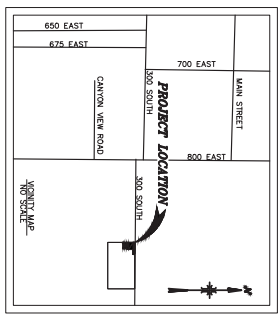 650 EAST
675 EAST
700 EAST
MAIN STREET
300 SOUTH
CANYON VIEW ROAD
PROJECT LOCATION
800 EAST
300 SOUTH
VICINITY MAP
NO SCALE
N